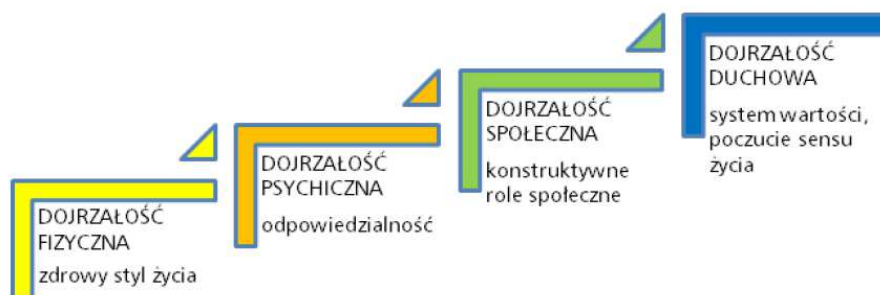 DOJRZAŁOŚĆ
FIZYCZNA
zdrowy styl życia
DOJRZAŁOŚĆ
PSYCHICZNA
odpowiedzialność
DOJRZAŁOŚĆ
SPOŁECZNA
konstruktywne
role społeczne
DOJRZAŁOŚĆ
DUCHOWA
system wartości,
poczucie sensu
życia